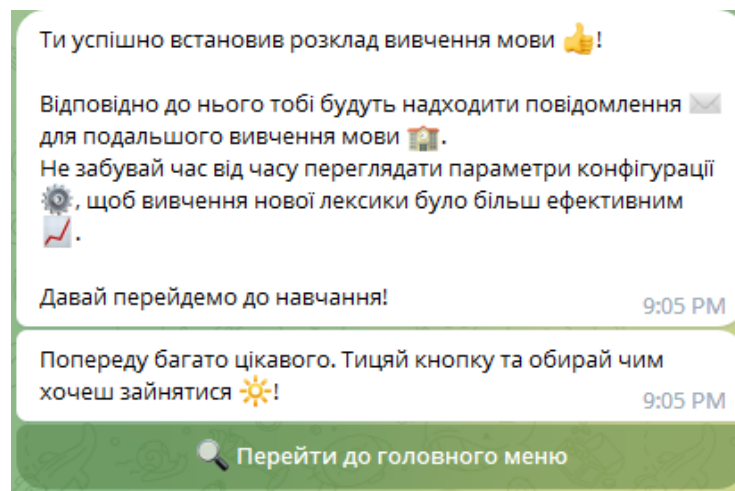 Ти успішно встановив розклад вивчення мови 👍!
Відповідно до нього тобі будуть надходити повідомлення ✉️
для подальшого вивчення мови 🏫.
Не забувай час від часу переглядати параметри конфігурації
⚙️, щоб вивчення нової лексики було більш ефективним
📈.
Давай перейдемо до навчання!
9:05 PM
Попереду багато цікавого. Тицяй кнопку та обирай чим
хочеш зайнятися ☀️!
9:05 PM
🔍 Перейти до головного меню